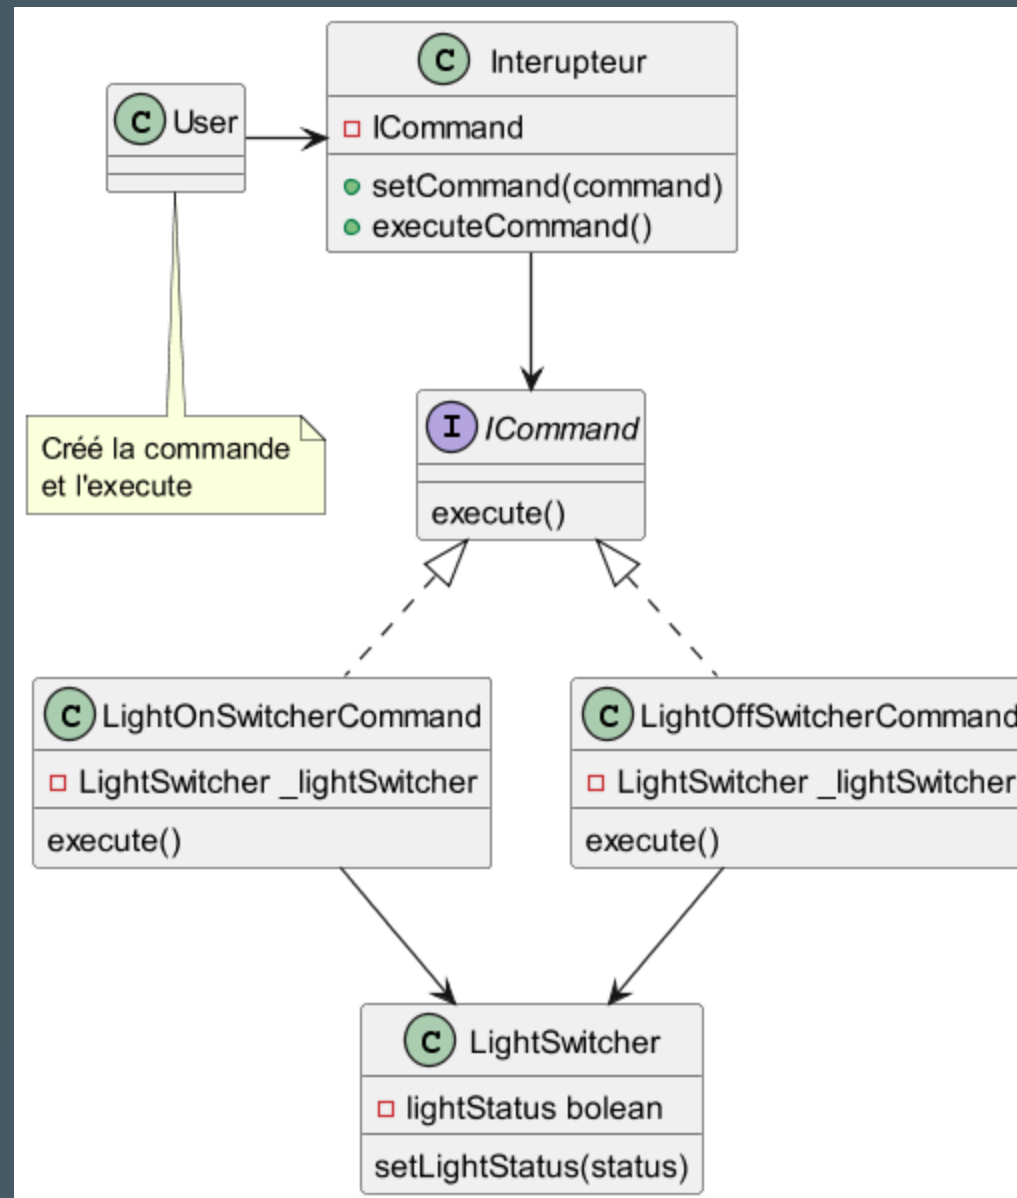 C Interupteur
ICommand
setCommand(command)
executeCommand()
C User
Créé la commande
et l'execute
I ICommand
execute()
C LightOnSwitcherCommand
LightSwitcher _lightSwitcher
execute()
C LightOffSwitcherCommand
LightSwitcher _lightSwitcher
execute()
C LightSwitcher
lightStatus bolean
setLightStatus(status)